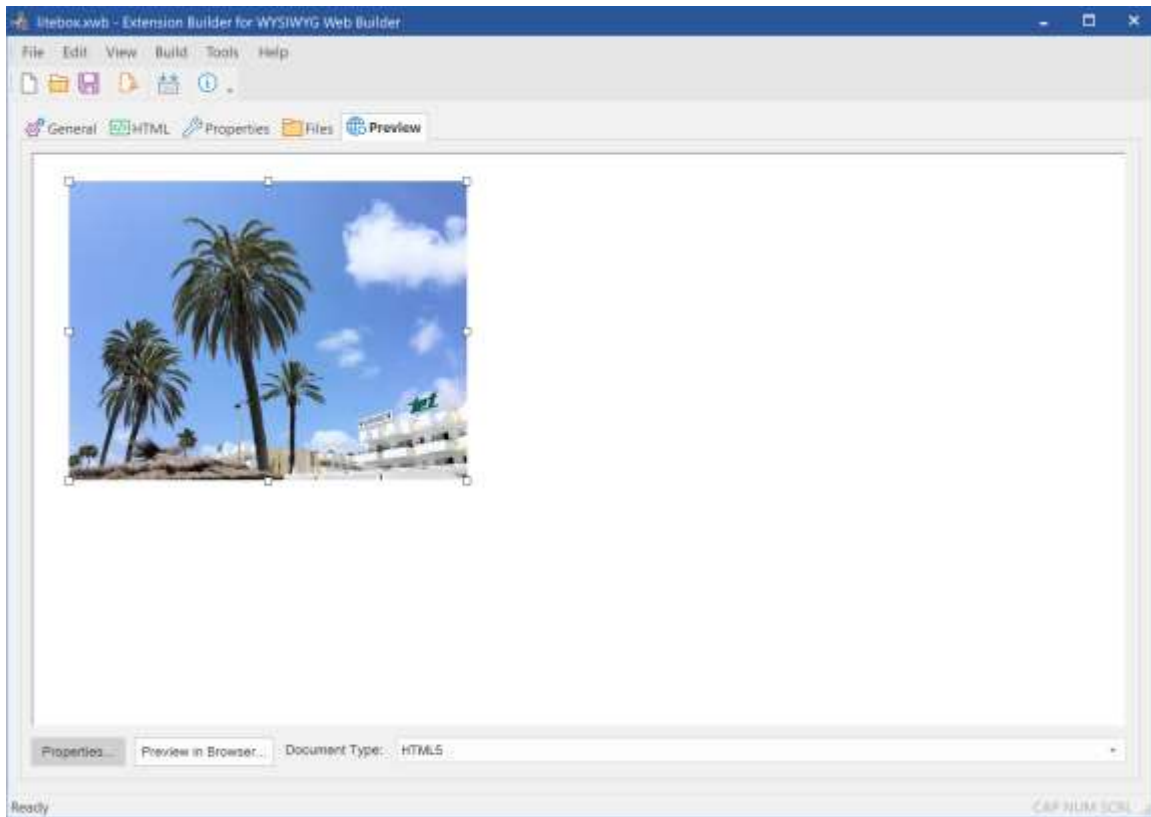 litebox.xwb - Extension Builder for WYSIWYG Web Builder
File Edit View Build Tools Help
General HTML Properties Files Preview
Properties... Preview in Browser... Document Type: HTML5
Ready CAP NUM SCRL